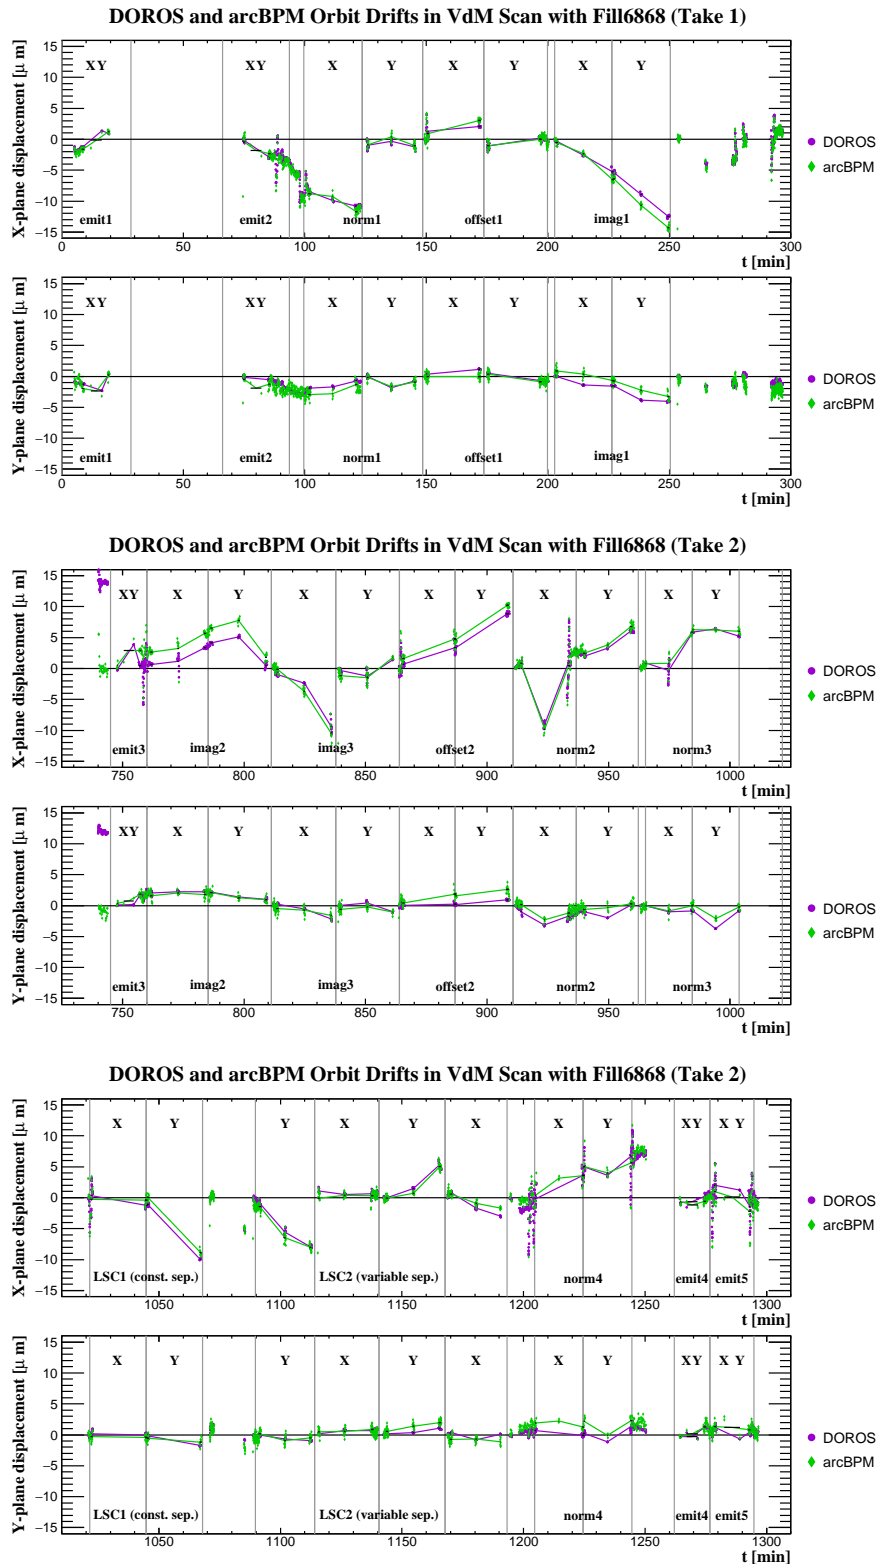 DOROS and arcBPM Orbit Drifts in VdM Scan with Fill6868 (Take 1)
X-plane displacement [μ m]
15
10
5
0
−5
−10
−15
XY XY X Y X Y X Y
emit1 emit2 norm1 offset1 imag1
0 50 100 150 200 250 300
t [min]
DOROS
arcBPM
Y-plane displacement [μ m]
15
10
5
0
−5
−10
−15
XY XY X Y X Y X Y
emit1 emit2 norm1 offset1 imag1
0 50 100 150 200 250 300
t [min]
DOROS
arcBPM
DOROS and arcBPM Orbit Drifts in VdM Scan with Fill6868 (Take 2)
X-plane displacement [μ m]
15
10
5
0
−5
−10
−15
XY X Y X Y X Y X Y X Y
emit3 imag2 imag3 offset2 norm2 norm3
750 800 850 900 950 1000
t [min]
DOROS
arcBPM
Y-plane displacement [μ m]
15
10
5
0
−5
−10
−15
XY X Y X Y X Y X Y X Y
emit3 imag2 imag3 offset2 norm2 norm3
750 800 850 900 950 1000
t [min]
DOROS
arcBPM
DOROS and arcBPM Orbit Drifts in VdM Scan with Fill6868 (Take 2)
X-plane displacement [μ m]
15
10
5
0
−5
−10
−15
X Y Y X Y X X Y XY X Y
LSC1 (const. sep.) LSC2 (variable sep.) norm4 emit4 emit5
1050 1100 1150 1200 1250 1300
t [min]
DOROS
arcBPM
Y-plane displacement [μ m]
15
10
5
0
−5
−10
−15
X Y Y X Y X X Y XY X Y
LSC1 (const. sep.) LSC2 (variable sep.) norm4 emit4 emit5
1050 1100 1150 1200 1250 1300
t [min]
DOROS
arcBPM